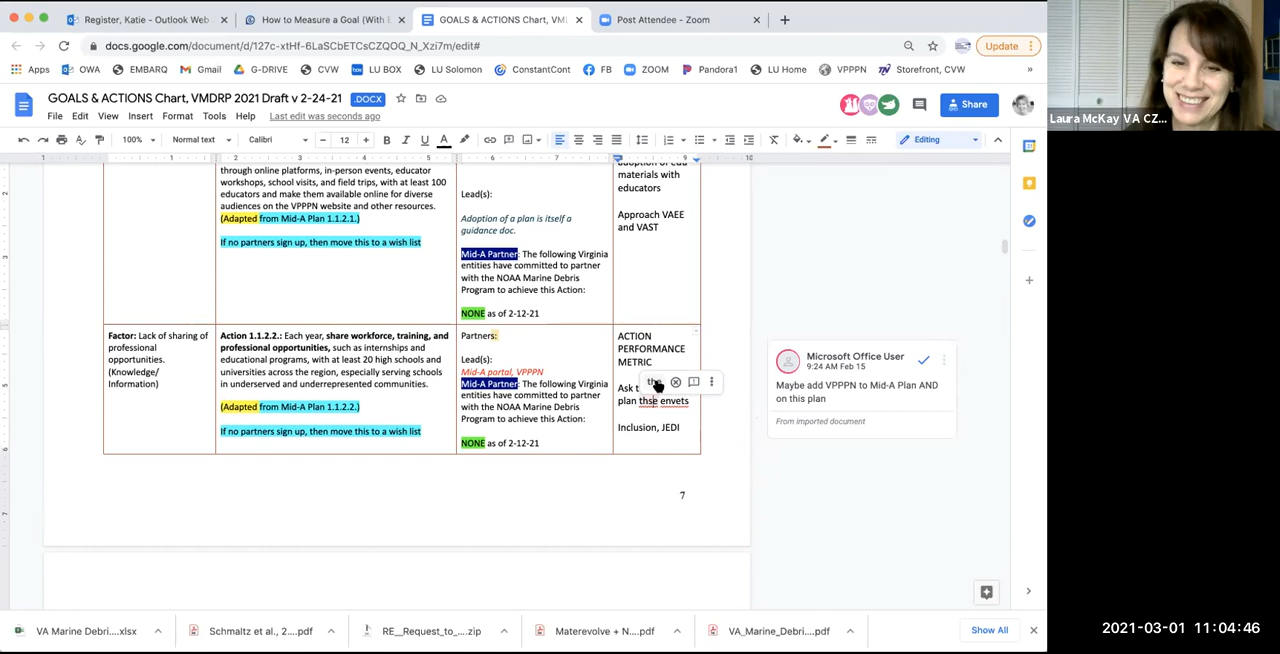 Register, Katie - Outlook Web
How to Measure a Goal (With E
GOALS & ACTIONS Chart, VM
Post Attendee - Zoom
docs.google.com/document/d/127c-xtHf-6LaSCbETCsCZQOQ_N_Xzi7m/edit#
Update
Apps OWA EMBARQ Gmail G-DRIVE CVW LU BOX LU Solomon ConstantCont FB ZOOM Pandora1 LU Home VPPPN Storefront, CVW »
GOALS & ACTIONS Chart, VMDRP 2021 Draft v 2-24-21 .DOCX
File Edit View Insert Format Tools Help Last edit was seconds ago
Share
100% Normal text Calibri 12 B I U A Editing
1 2 3 4 5 6 7 8 9 10
through online platforms, in-person events, educator
workshops, school visits, and field trips, with at least 100
educators and make them available online for diverse
audiences on the VPPPN website and other resources.
(Adapted from Mid-A Plan 1.1.2.1.)
If no partners sign up, then move this to a wish list
Lead(s):
Adoption of a plan is itself a
guidance doc.
Mid-A Partner: The following Virginia
entities have committed to partner
with the NOAA Marine Debris
Program to achieve this Action:
NONE as of 2-12-21
materials with
educators
Approach VAEE
and VAST
Factor: Lack of sharing of
professional
opportunities.
(Knowledge/
Information)
Action 1.1.2.2.: Each year, share workforce, training, and
professional opportunities, such as internships and
educational programs, with at least 20 high schools and
universities across the region, especially serving schools
in underserved and underrepresented communities.
(Adapted from Mid-A Plan 1.1.2.2.)
If no partners sign up, then move this to a wish list
Partners:
Lead(s):
Mid-A portal, VPPPN
Mid-A Partner: The following Virginia
entities have committed to partner
with the NOAA Marine Debris
Program to achieve this Action:
NONE as of 2-12-21
ACTION
PERFORMANCE
METRIC
Ask t
plan thse envets
Inclusion, JEDI
7
Microsoft Office User
9:24 AM Feb 15
Maybe add VPPPN to Mid-A Plan AND
on this plan
From imported document
VA Marine Debri....xlsx
Schmaltz et al., 2....pdf
RE__Request_to_....zip
Materevolve + N....pdf
VA_Marine_Debri....pdf
Show All
Laura McKay VA CZ...
2021-03-01 11:04:46